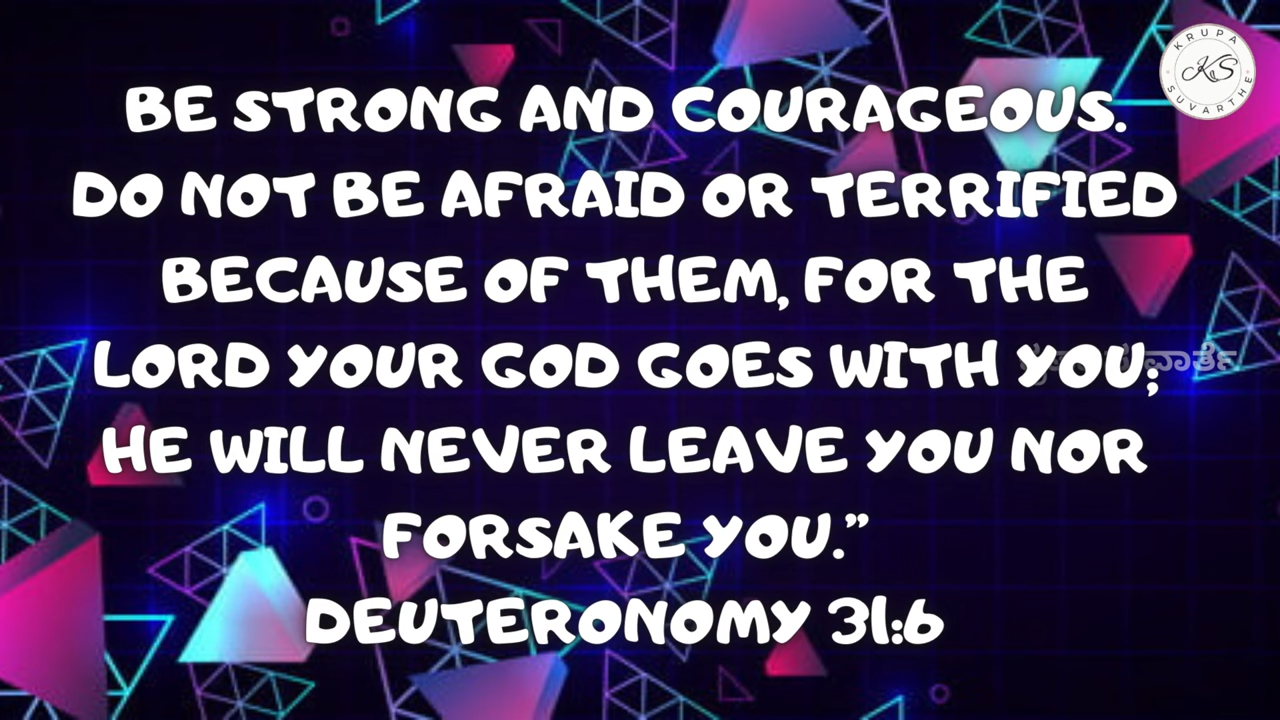 KRUPA
KS
SUVARTHE
BE STRONG AND COURAGEOUS.
DO NOT BE AFRAID OR TERRIFIED
BECAUSE OF THEM, FOR THE
LORD YOUR GOD GOES WITH YOU;
HE WILL NEVER LEAVE YOU NOR
FORSAKE YOU.”
DEUTERONOMY 31:6